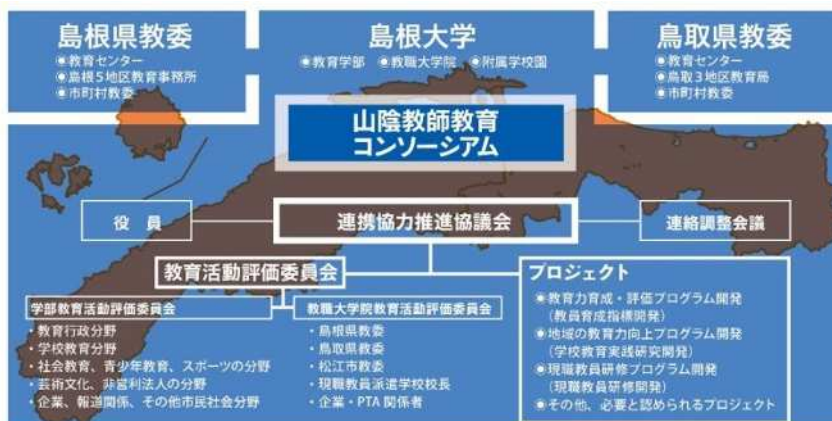 島根県教委
◉教育センター
◉島根5地区教育事務所
◉市町村教委
島根大学
◉教育学部 ◉教職大学院 ◉附属学校園
鳥取県教委
◉教育センター
◉鳥取3地区教育局
◉市町村教委
山陰教師教育
コンソーシアム
役 員
連携協力推進協議会
連絡調整会議
教育活動評価委員会
学部教育活動評価委員会
・教育行政分野
・学校教育分野
・社会教育、青少年教育、スポーツの分野
・芸術文化、非営利法人の分野
・企業、報道関係、その他市民社会分野
教職大学院教育活動評価委員会
・島根県教委
・鳥取県教委
・松江市教委
・現職教員派遣学校校長
・企業・PTA 関係者
プロジェクト
◉教育力育成・評価プログラム開発
(教員育成指標開発)
◉地域の教育力向上プログラム開発
(学校教育実践研究開発)
◉現職教員研修プログラム開発
(現職教員研修開発)
◉その他、必要と認められるプロジェクト